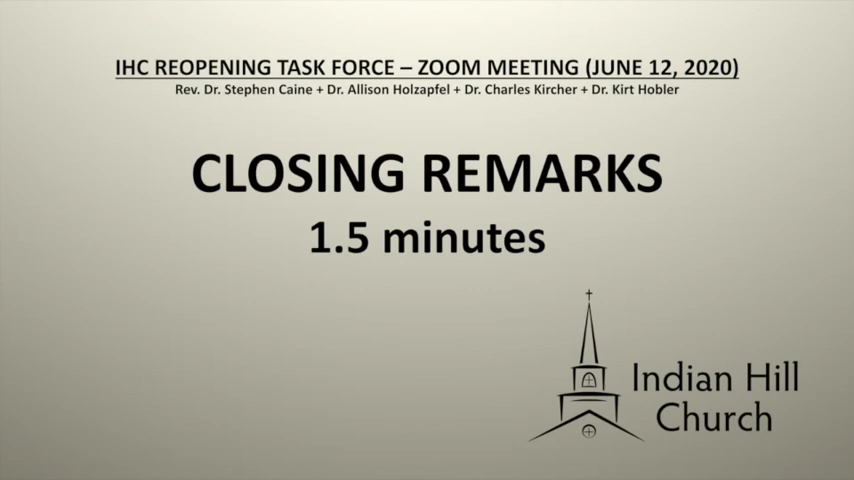 IHC REOPENING TASK FORCE – ZOOM MEETING (JUNE 12, 2020)
Rev. Dr. Stephen Caine + Dr. Allison Holzapfel + Dr. Charles Kircher + Dr. Kirt Hobler
CLOSING REMARKS
1.5 minutes
Indian Hill
Church